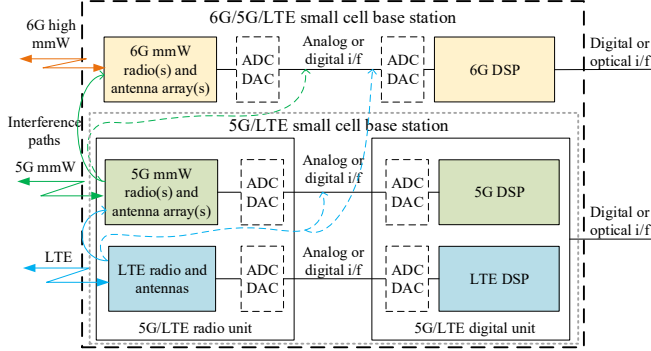 6G/5G/LTE small cell base station
6G high
mmW
6G mmW
radio(s) and
antenna array(s)
ADC
DAC
Analog or
digital i/f
ADC
DAC
6G DSP
Digital or
optical i/f
Interference
paths
5G/LTE small cell base station
5G mmW
5G mmW
radio(s) and
antenna array(s)
ADC
DAC
Analog or
digital i/f
ADC
DAC
5G DSP
Digital or
optical i/f
LTE
LTE radio and
antennas
ADC
DAC
Analog or
digital i/f
ADC
DAC
LTE DSP
5G/LTE radio unit
5G/LTE digital unit